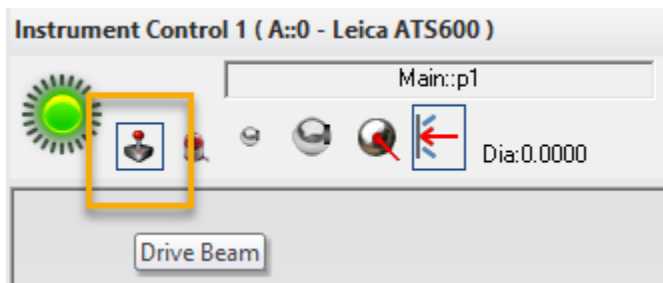 Instrument Control 1 ( A::0 - Leica ATS600 )
Main::p1
Dia:0.0000
Drive Beam